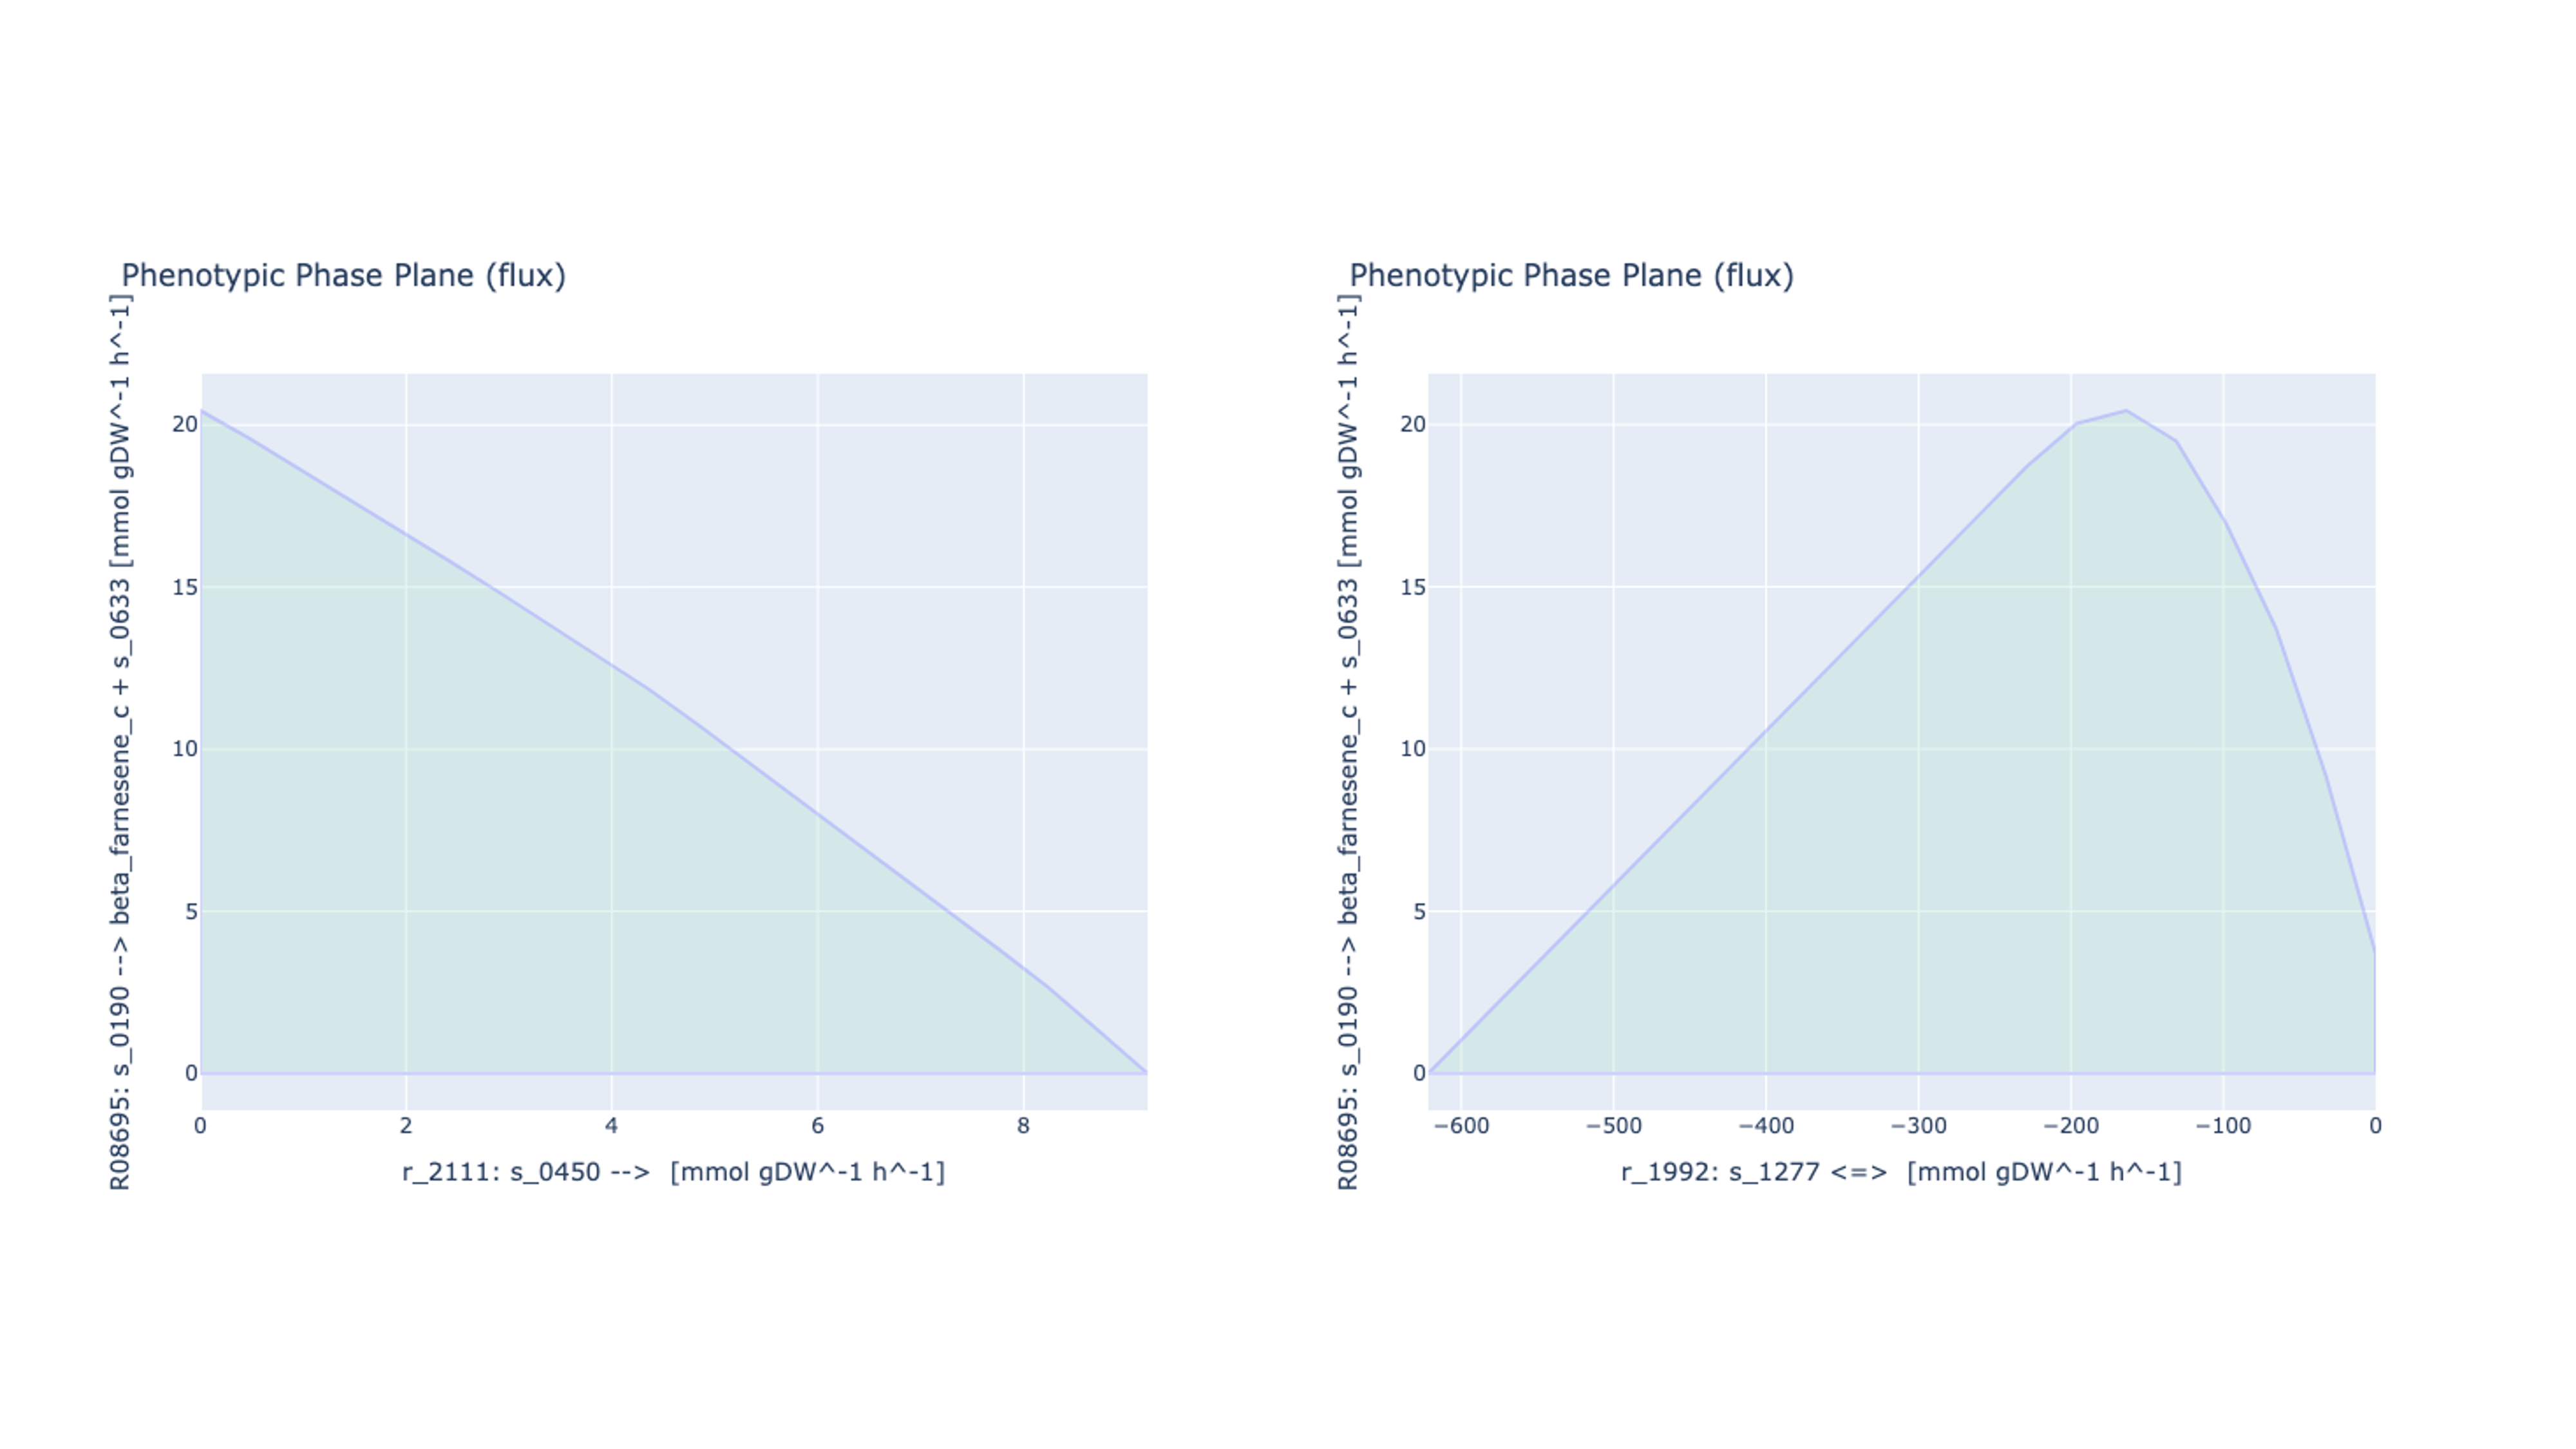 Phenotypic Phase Plane (flux)
R08695: s_0190 --> beta_farnesene_c + s_0633 [mmol gDW^-1 h^-1]
20
15
10
5
0
0 2 4 6 8
r_2111: s_0450 --> [mmol gDW^-1 h^-1]
Phenotypic Phase Plane (flux)
R08695: s_0190 --> beta_farnesene_c + s_0633 [mmol gDW^-1 h^-1]
20
15
10
5
0
−600 −500 −400 −300 −200 −100 0
r_1992: s_1277 <=> [mmol gDW^-1 h^-1]